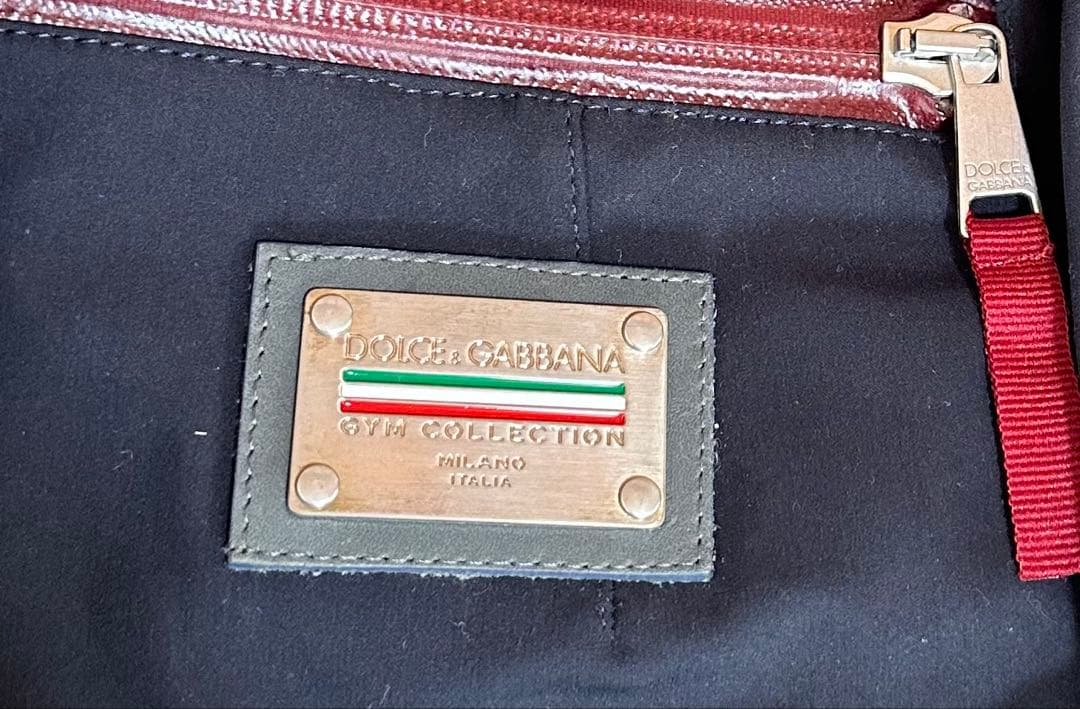 DOLCE &
GABBANA
DOLCE & GABBANA
GYM COLLECTION
MILANO
ITALIA